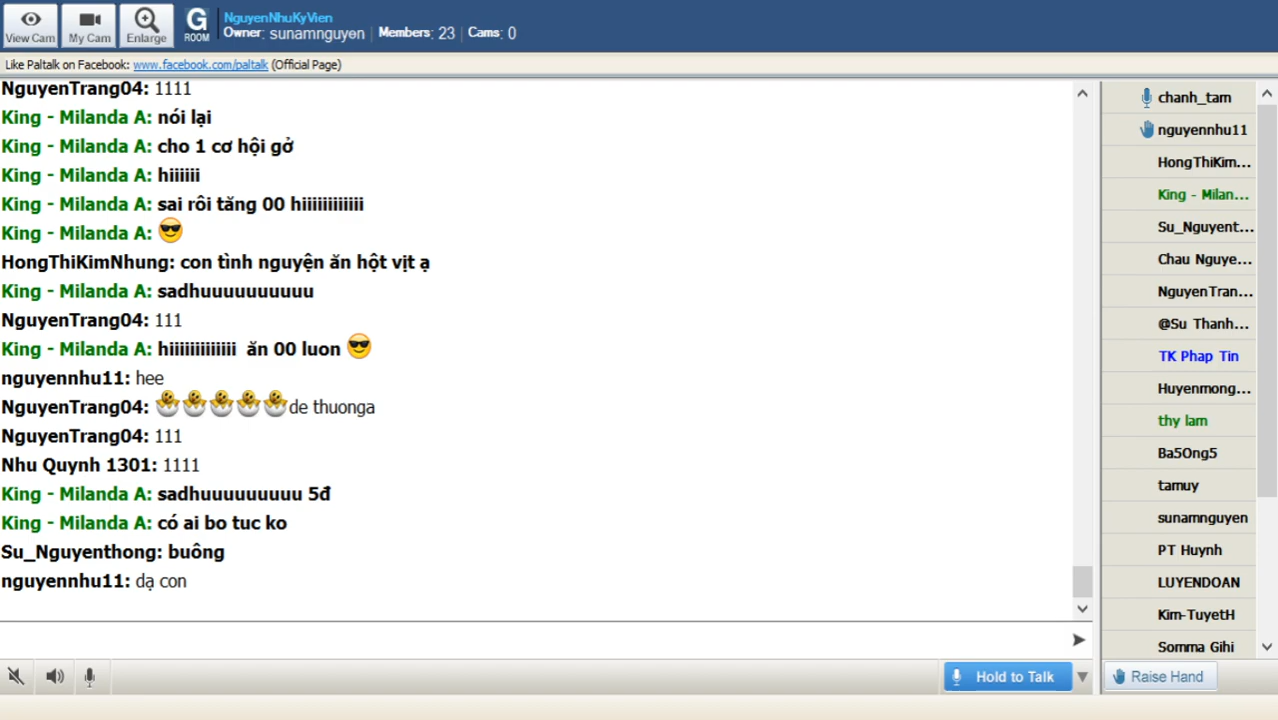 View Cam
My Cam
Enlarge
G
ROOM
NguyenNhuKyVien
Owner: sunamnguyen | Members: 23 | Cams: 0
Like Paltalk on Facebook: www.facebook.com/paltalk (Official Page)
NguyenTrang04: 1111
King - Milanda A: nói lại
King - Milanda A: cho 1 cơ hội gở
King - Milanda A: hiiiiii
King - Milanda A: sai rôi tăng 00 hiiiiiiiiiiii
King - Milanda A:
HongThiKimNhung: con tình nguyện ăn hột vịt ạ
King - Milanda A: sadhuuuuuuuuuuu
NguyenTrang04: 111
King - Milanda A: hiiiiiiiiiiiii ăn 00 luon
nguyennhu11: hee
NguyenTrang04: de thuonga
NguyenTrang04: 111
Nhu Quynh 1301: 1111
King - Milanda A: sadhuuuuuuuuu 5đ
King - Milanda A: có ai bo tuc ko
Su_Nguyenthong: buông
nguyennhu11: dạ con
chanh_tam
nguyennhu11
HongThiKim...
King - Milan...
Su_Nguyent...
Chau Nguye...
NguyenTran...
@Su Thanh...
TK Phap Tin
Huyenmong...
thy lam
Ba5Ong5
tamuy
sunamnguyen
PT Huynh
LUYENDOAN
Kim-TuyetH
Somma Gihi
Hold to Talk
Raise Hand